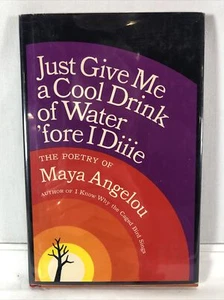 Just Give Me
a Cool Drink
of Water
'fore I Diiie
THE POETRY OF
Maya Angelou
AUTHOR OF I Know Why the Caged Bird Sings